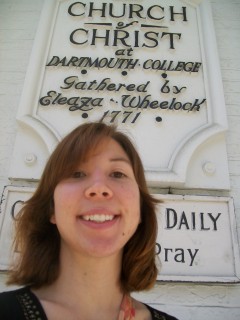 CHURCH
of
CHRIST
at
DARTMOUTH · COLLEGE
Gathered by
Eleaza Wheelock
1771
DAILY
Pray